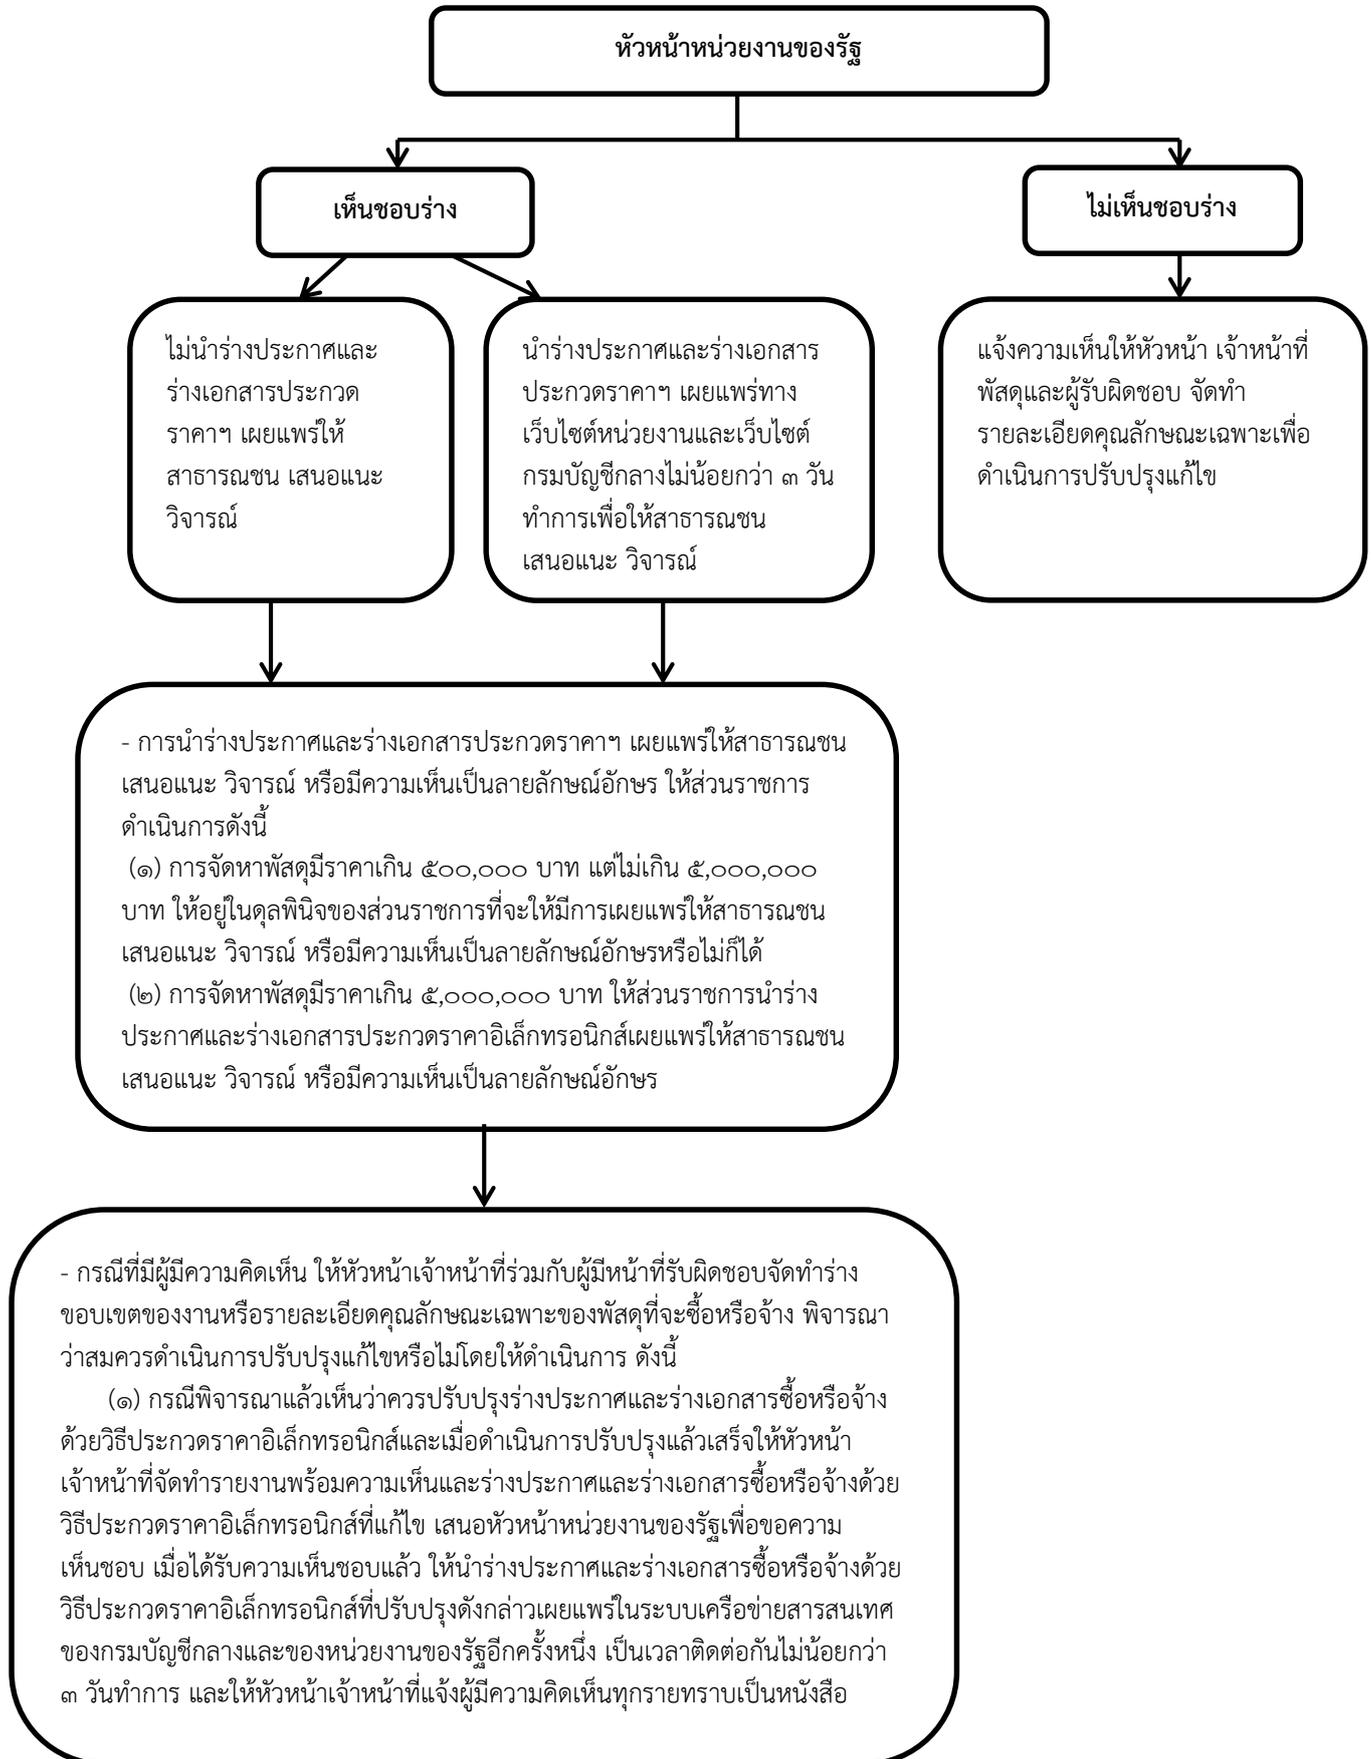 หัวหน้าหน่วยงานของรัฐ
เห็นชอบร่าง
ไม่เห็นชอบร่าง
ไม่นำร่างประกาศและ
ร่างเอกสารประกวด
ราคาฯ เผยแพร่ให้
สาธารณชน เสนอแนะ
วิจารณ์
นำร่างประกาศและร่างเอกสาร
ประกวดราคาฯ เผยแพร่ทาง
เว็บไซต์หน่วยงานและเว็บไซต์
กรมบัญชีกลางไม่น้อยกว่า ๓ วัน
ทำการเพื่อให้สาธารณชน
เสนอแนะ วิจารณ์
แจ้งความเห็นให้หัวหน้า เจ้าหน้าที่
พัสดุและผู้รับผิดชอบ จัดทำ
รายละเอียดคุณลักษณะเฉพาะเพื่อ
ดำเนินการปรับปรุงแก้ไข
- การนำร่างประกาศและร่างเอกสารประกวดราคาฯ เผยแพร่ให้สาธารณชน
เสนอแนะ วิจารณ์ หรือมีความเห็นเป็นลายลักษณ์อักษร ให้ส่วนราชการ
ดำเนินการดังนี้
(๑) การจัดหาพัสดุมีราคาเกิน ๕๐๐,๐๐๐ บาท แต่ไม่เกิน ๕,๐๐๐,๐๐๐
บาท ให้อยู่ในดุลพินิจของส่วนราชการที่จะให้มีการเผยแพร่ให้สาธารณชน
เสนอแนะ วิจารณ์ หรือมีความเห็นเป็นลายลักษณ์อักษรหรือไม่ก็ได้
(๒) การจัดหาพัสดุมีราคาเกิน ๕,๐๐๐,๐๐๐ บาท ให้ส่วนราชการนำร่าง
ประกาศและร่างเอกสารประกวดราคาอิเล็กทรอนิกส์เผยแพร่ให้สาธารณชน
เสนอแนะ วิจารณ์ หรือมีความเห็นเป็นลายลักษณ์อักษร
- กรณีที่มีผู้มีความคิดเห็น ให้หัวหน้าเจ้าหน้าที่ร่วมกับผู้มีหน้าที่รับผิดชอบจัดทำร่าง
ขอบเขตของงานหรือรายละเอียดคุณลักษณะเฉพาะของพัสดุที่จะซื้อหรือจ้าง พิจารณา
ว่าสมควรดำเนินการปรับปรุงแก้ไขหรือไม่โดยให้ดำเนินการ ดังนี้
(๑) กรณีพิจารณาแล้วเห็นว่าควรปรับปรุงร่างประกาศและร่างเอกสารซื้อหรือจ้าง
ด้วยวิธีประกวดราคาอิเล็กทรอนิกส์และเมื่อดำเนินการปรับปรุงแล้วเสร็จให้หัวหน้า
เจ้าหน้าที่จัดทำรายงานพร้อมความเห็นและร่างประกาศและร่างเอกสารซื้อหรือจ้างด้วย
วิธีประกวดราคาอิเล็กทรอนิกส์ที่แก้ไข เสนอหัวหน้าหน่วยงานของรัฐเพื่อขอความ
เห็นชอบ เมื่อได้รับความเห็นชอบแล้ว ให้นำร่างประกาศและร่างเอกสารซื้อหรือจ้างด้วย
วิธีประกวดราคาอิเล็กทรอนิกส์ที่ปรับปรุงดังกล่าวเผยแพร่ในระบบเครือข่ายสารสนเทศ
ของกรมบัญชีกลางและของหน่วยงานของรัฐอีกครั้งหนึ่ง เป็นเวลาติดต่อกันไม่น้อยกว่า
๓ วันทำการ และให้หัวหน้าเจ้าหน้าที่แจ้งผู้มีความคิดเห็นทุกรายทราบเป็นหนังสือ